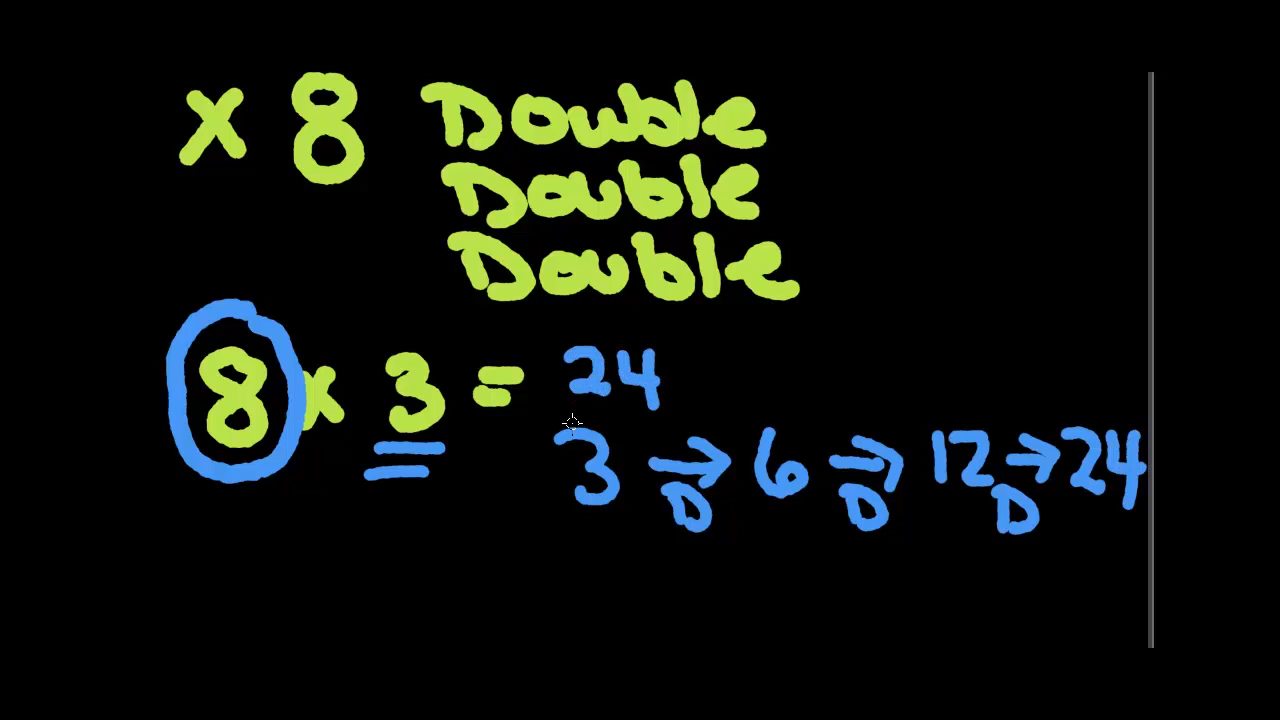 x 8 Double
Double
Double
8 x 3 = 24
3 → 6 → 12 → 24
D D D